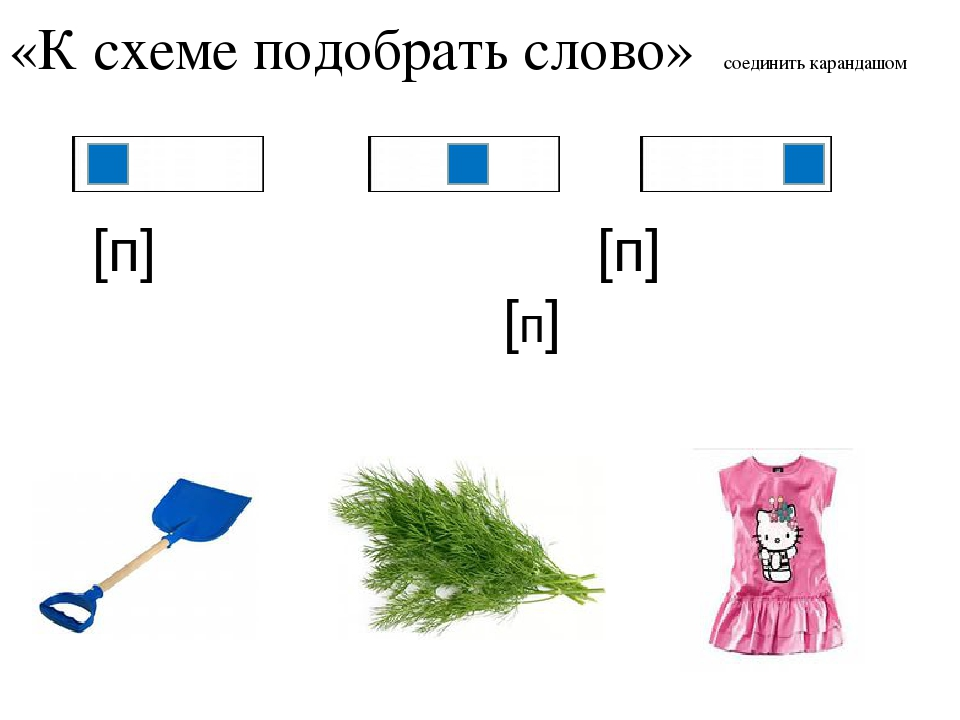 «К схеме подобрать слово» соединить карандашом
[п] [п]
[п]